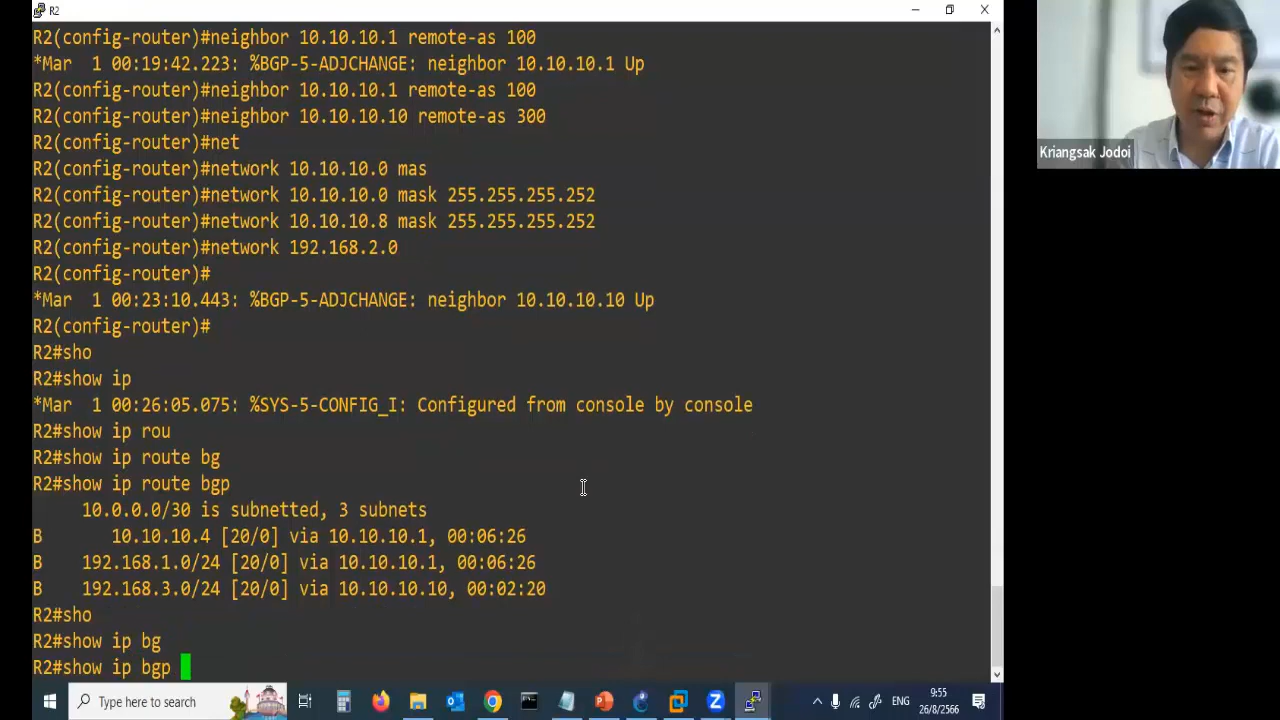 R2
R2(config-router)#neighbor 10.10.10.1 remote-as 100
*Mar  1 00:19:42.223: %BGP-5-ADJCHANGE: neighbor 10.10.10.1 Up
R2(config-router)#neighbor 10.10.10.1 remote-as 100
R2(config-router)#neighbor 10.10.10.10 remote-as 300
R2(config-router)#net
R2(config-router)#network 10.10.10.0 mas
R2(config-router)#network 10.10.10.0 mask 255.255.255.252
R2(config-router)#network 10.10.10.8 mask 255.255.255.252
R2(config-router)#network 192.168.2.0
R2(config-router)#
*Mar  1 00:23:10.443: %BGP-5-ADJCHANGE: neighbor 10.10.10.10 Up
R2(config-router)#
R2#sho
R2#show ip
*Mar  1 00:26:05.075: %SYS-5-CONFIG_I: Configured from console by console
R2#show ip rou
R2#show ip route bg
R2#show ip route bgp
     10.0.0.0/30 is subnetted, 3 subnets
B       10.10.10.4 [20/0] via 10.10.10.1, 00:06:26
B    192.168.1.0/24 [20/0] via 10.10.10.1, 00:06:26
B    192.168.3.0/24 [20/0] via 10.10.10.10, 00:02:20
R2#sho
R2#show ip bg
R2#show ip bgp
Kriangsak Jodoi
Type here to search
ENG
9:55
26/8/2566